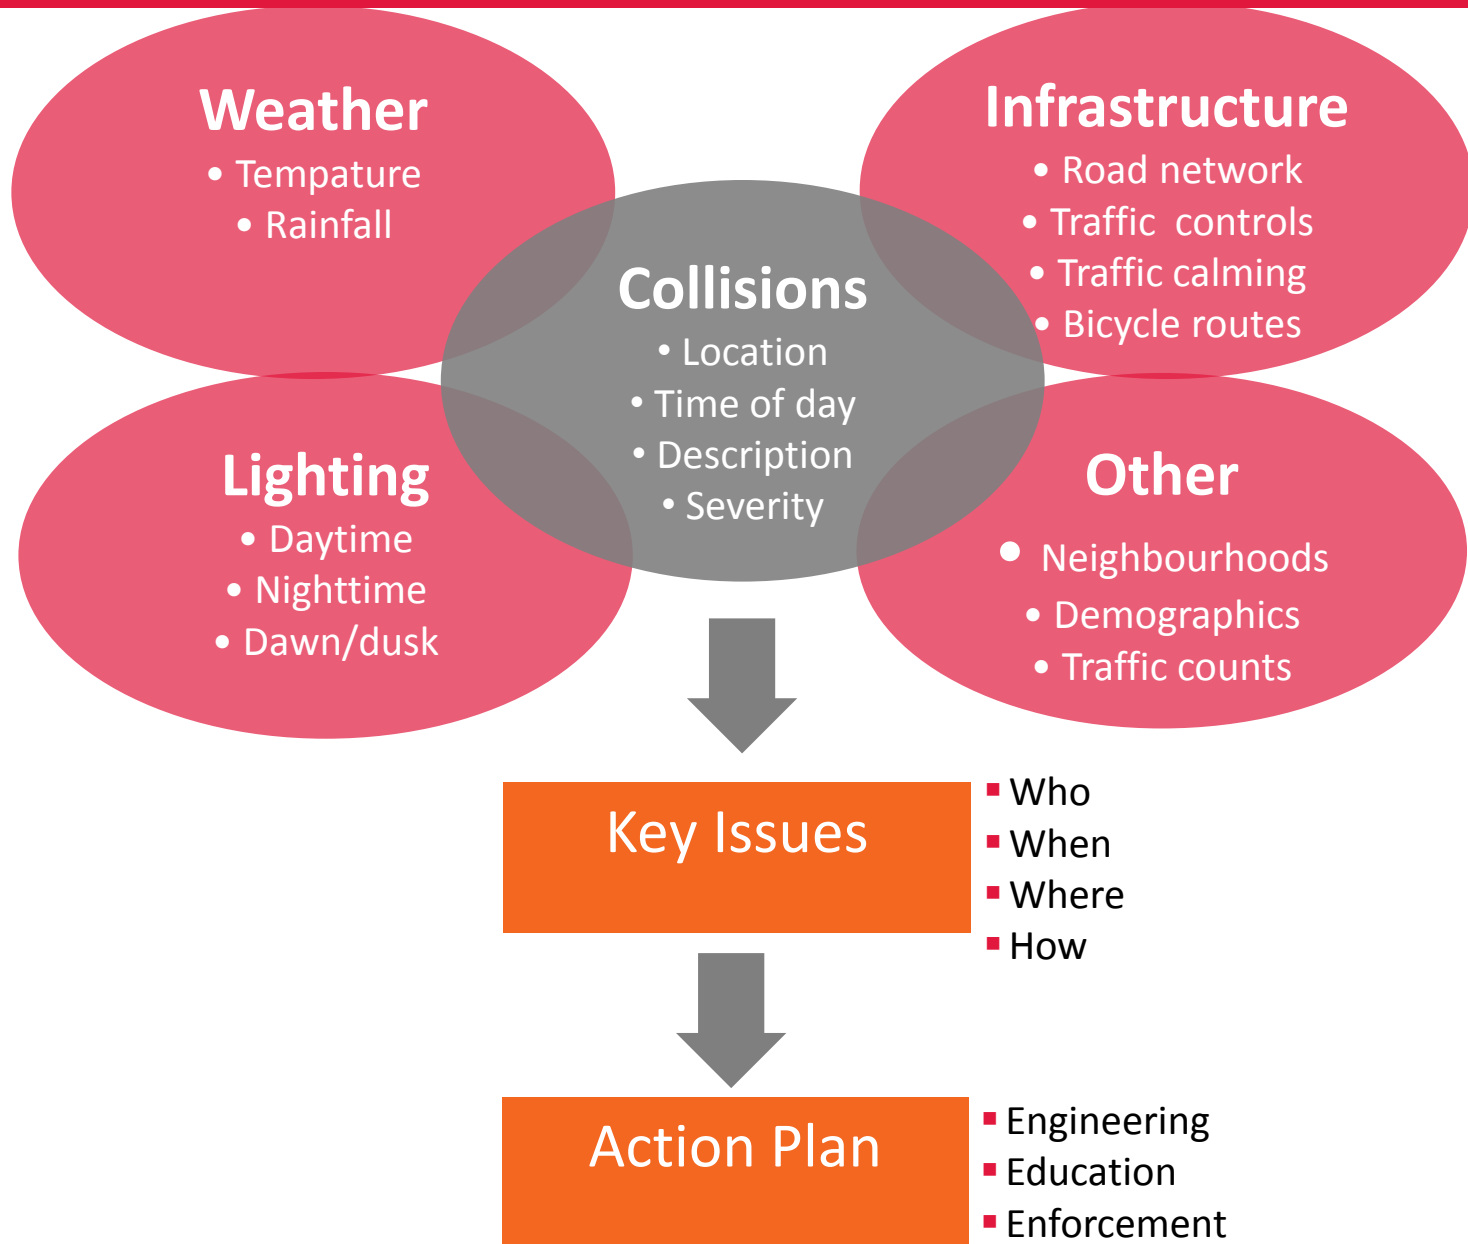 Weather
• Tempature
• Rainfall
Infrastructure
• Road network
• Traffic  controls
• Traffic calming
• Bicycle routes
Collisions
• Location
• Time of day
• Description
• Severity
Lighting
• Daytime
• Nighttime
• Dawn/dusk
Other
• Neighbourhoods
• Demographics
• Traffic counts
Key Issues
▪ Who
▪ When
▪ Where
▪ How
Action Plan
▪ Engineering
▪ Education
▪ Enforcement